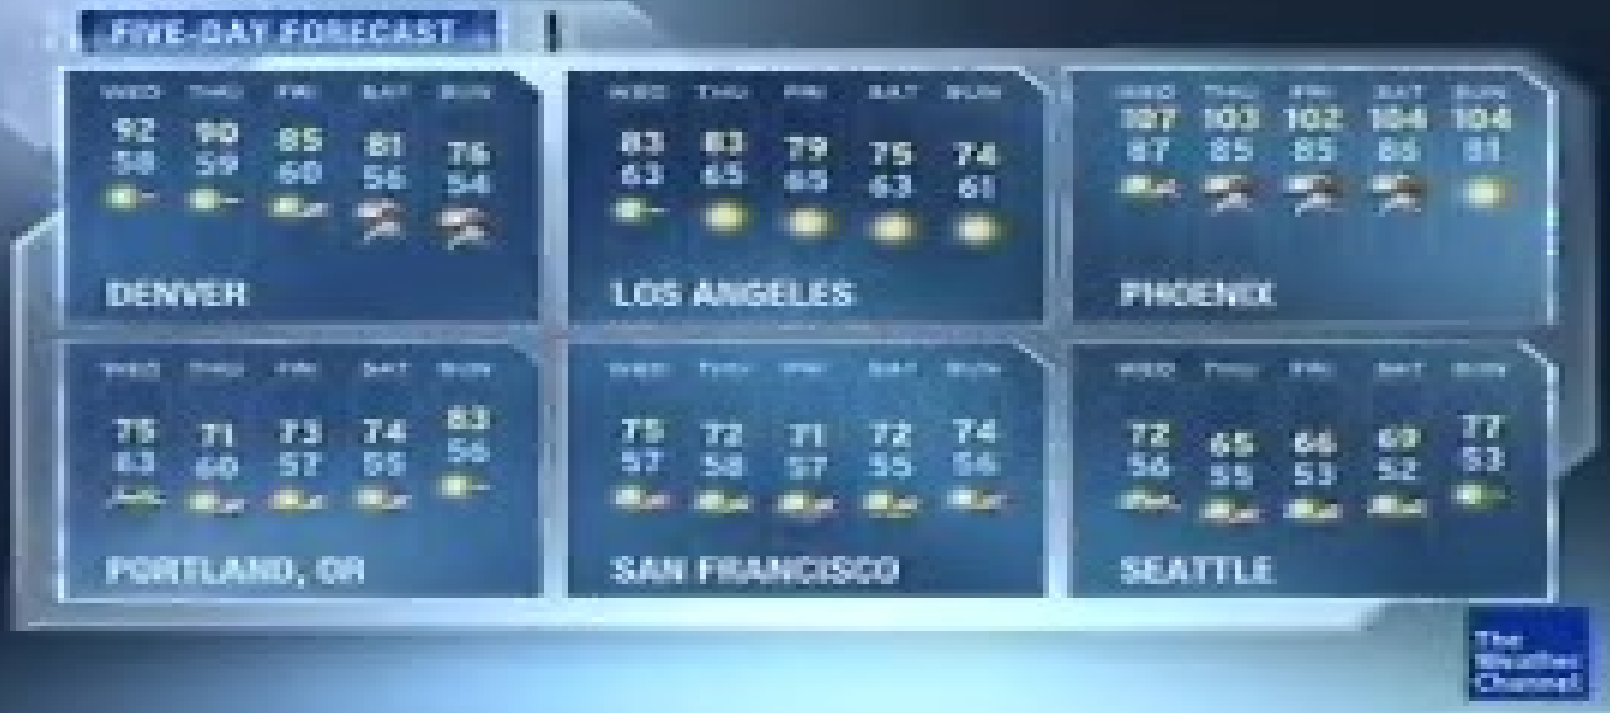 FIVE-DAY FORECAST
WED THU FRI SAT SUN
92 90 85 81 76
58 59 60 56 54
DENVER
WED THU FRI SAT SUN
83 83 79 75 74
63 65 65 63 61
LOS ANGELES
WED THU FRI SAT SUN
107 103 102 104 104
87 85 85 86 81
PHOENIX
WED THU FRI SAT SUN
75 71 73 74 83
63 60 57 55 56
PORTLAND, OR
WED THU FRI SAT SUN
75 72 71 72 74
57 58 57 55 56
SAN FRANCISCO
WED THU FRI SAT SUN
72 65 66 69 77
56 55 53 52 53
SEATTLE
The
Weather
Channel